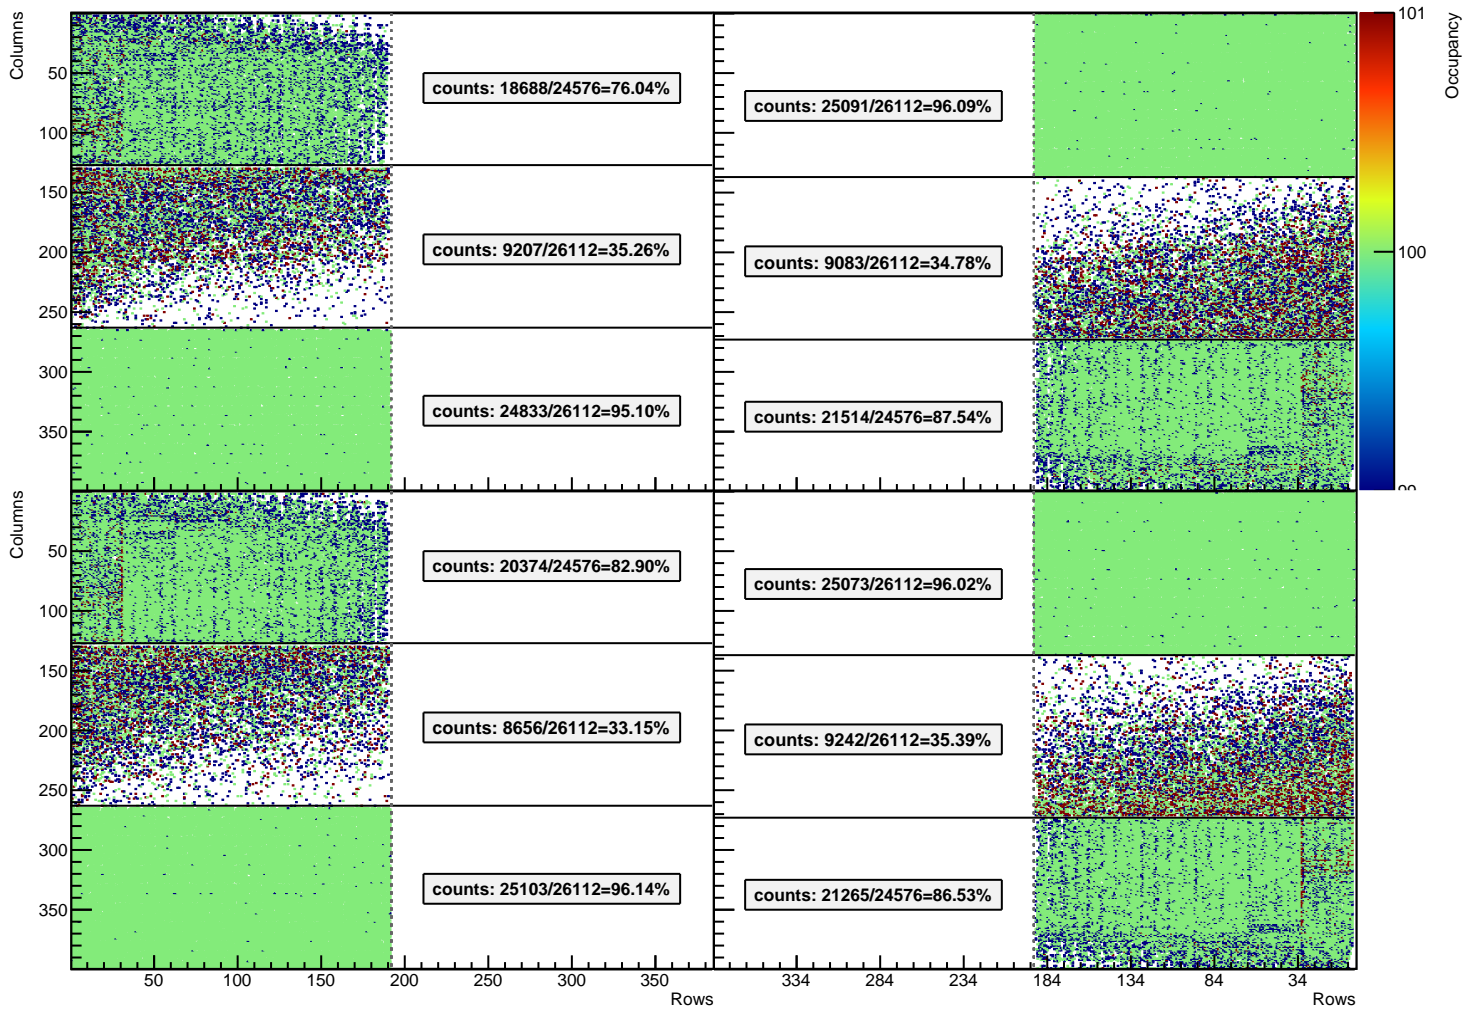 Columns
50
100
150
200
250
300
350
counts: 18688/24576=76.04%
counts: 9207/26112=35.26%
counts: 24833/26112=95.10%
counts: 25091/26112=96.09%
counts: 9083/26112=34.78%
counts: 21514/24576=87.54%
101
100
Occupancy
Columns
50
100
150
200
250
300
350
counts: 20374/24576=82.90%
counts: 8656/26112=33.15%
counts: 25103/26112=96.14%
counts: 25073/26112=96.02%
counts: 9242/26112=35.39%
counts: 21265/24576=86.53%
50 100 150 200 250 300 350
Rows
334 284 234 184 134 84 34
Rows